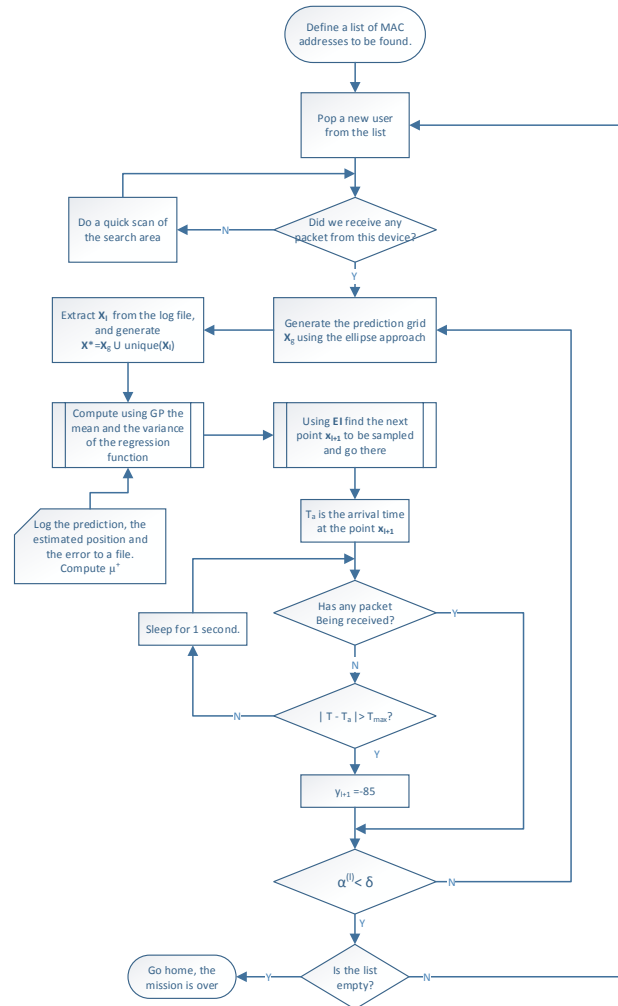 Define a list of MAC
addresses to be found.
Pop a new user
from the list
Do a quick scan of
the search area
N
Did we receive any
packet from this device?
Y
Extract Xₗ from the log file,
and generate
X*=X_g U unique(Xₗ)
Generate the prediction grid
X_g using the ellipse approach
Compute using GP the
mean and the variance
of the regression
function
Using EI find the next
point xₗ₊₁ to be sampled
and go there
Log the prediction, the
estimated position and
the error to a file.
Compute μ⁺
Tₐ is the arrival time
at the point xₗ₊₁
Has any packet
Being received?
Y
Sleep for 1 second.
N
| T - Tₐ |> Tₘₐₓ?
N
Y
yₗ₊₁ =-85
α⁽ˡ⁾< δ
N
Y
Go home, the
mission is over
Y
Is the list
empty?
N